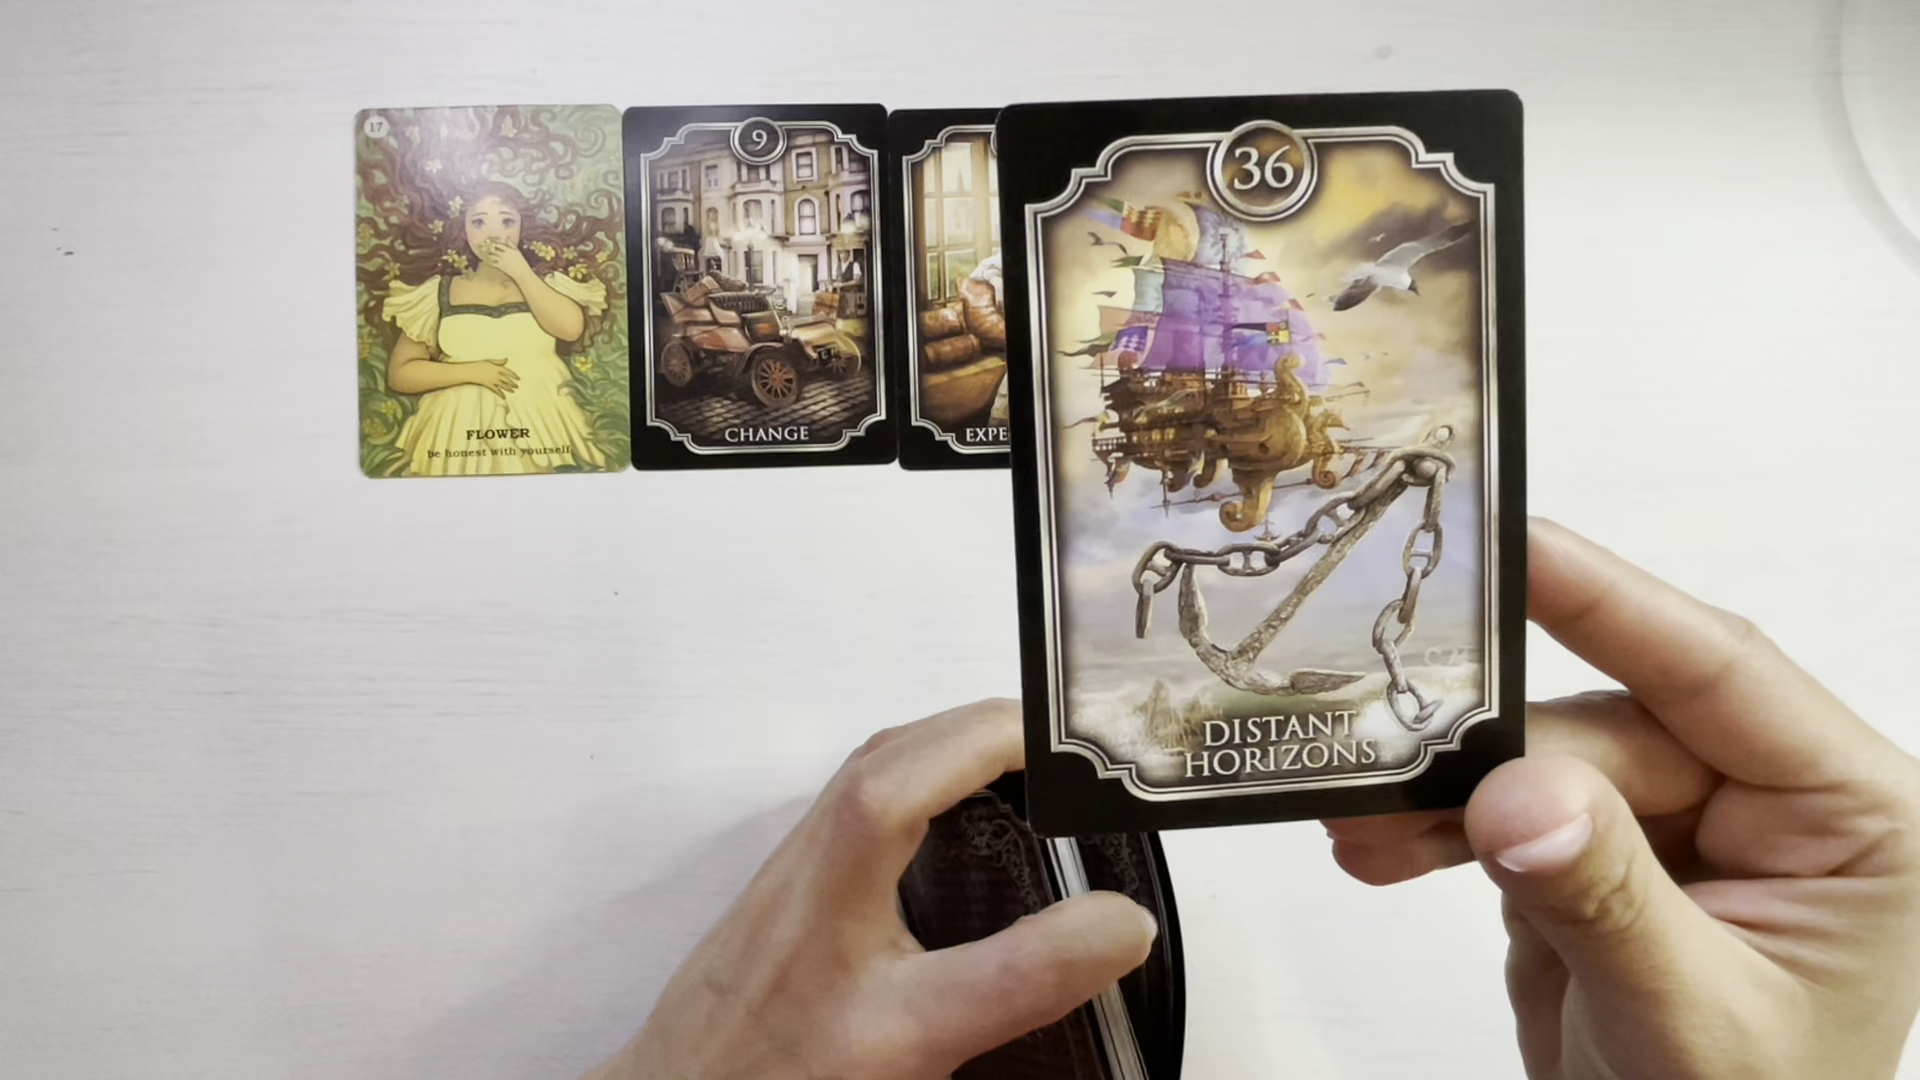 17
FLOWER
be honest with yourself
9
CHANGE
EXPE
36
DISTANT
HORIZONS